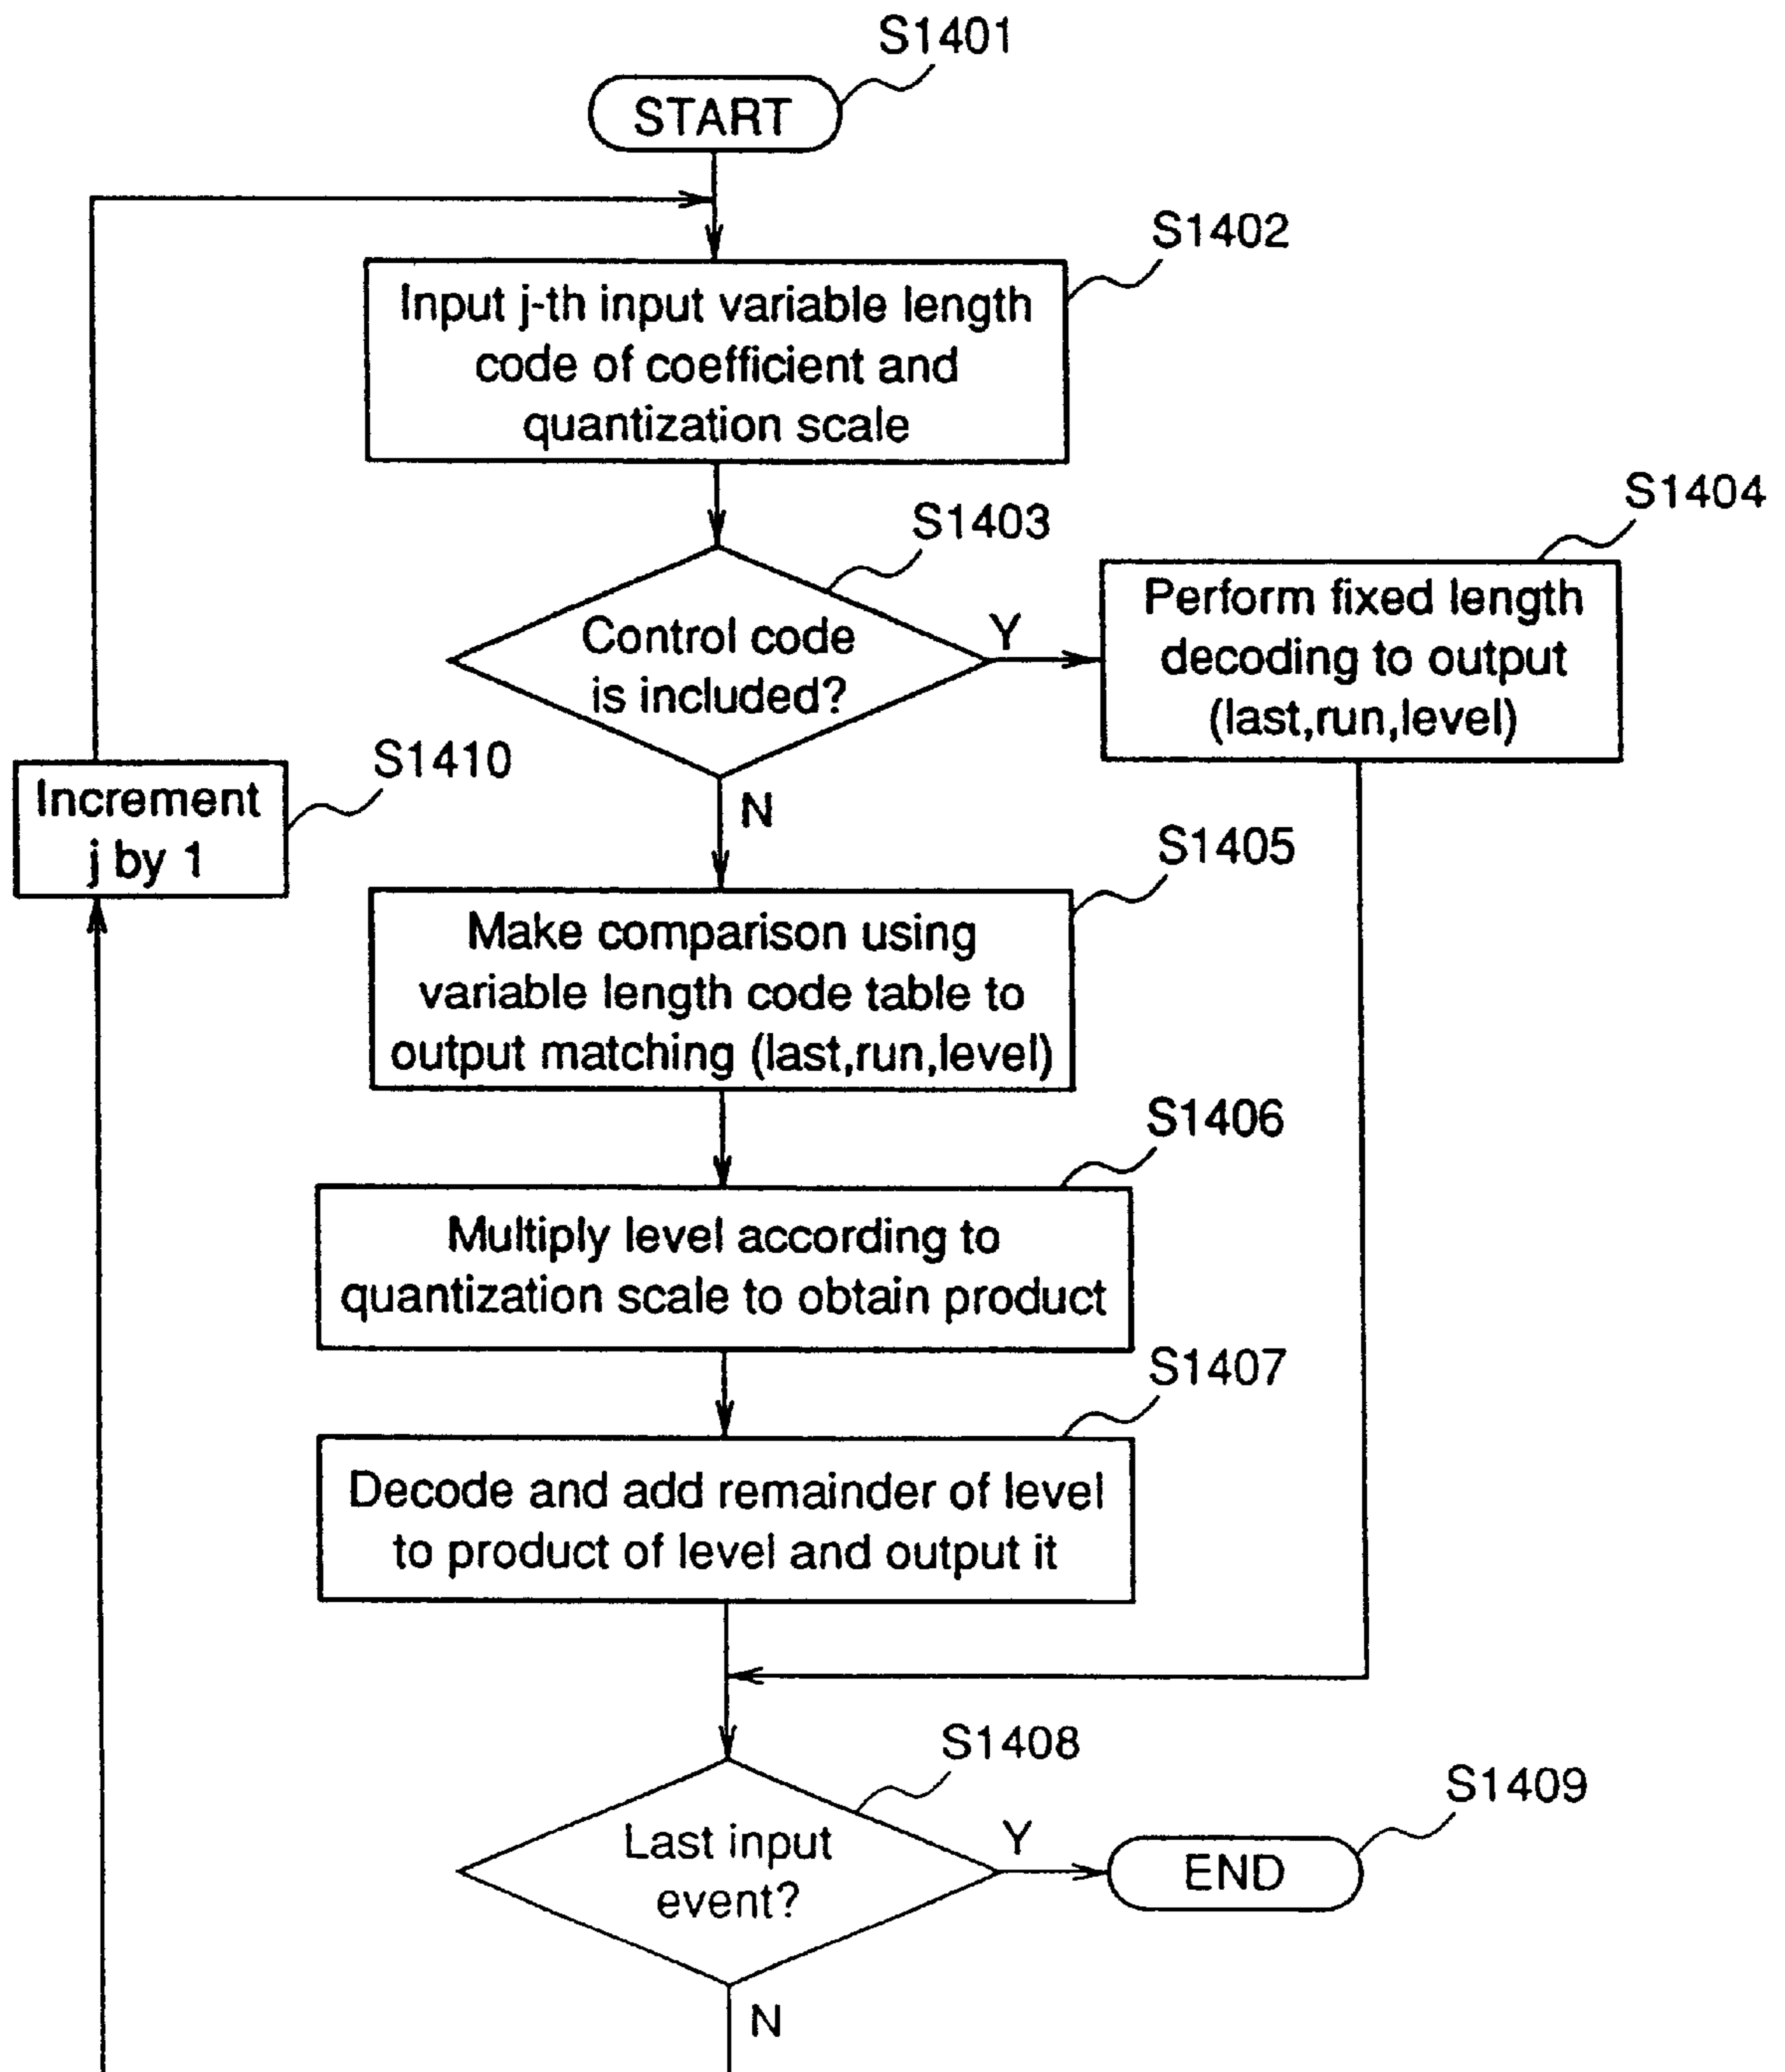 S1401
START
S1402
Input j-th input variable length
code of coefficient and
quantization scale
S1403
Control code
is included?
Y
S1404
Perform fixed length
decoding to output
(last,run,level)
S1410
Increment
j by 1
N
S1405
Make comparison using
variable length code table to
output matching (last,run,level)
S1406
Multiply level according to
quantization scale to obtain product
S1407
Decode and add remainder of level
to product of level and output it
S1408
Last input
event?
Y
S1409
END
N